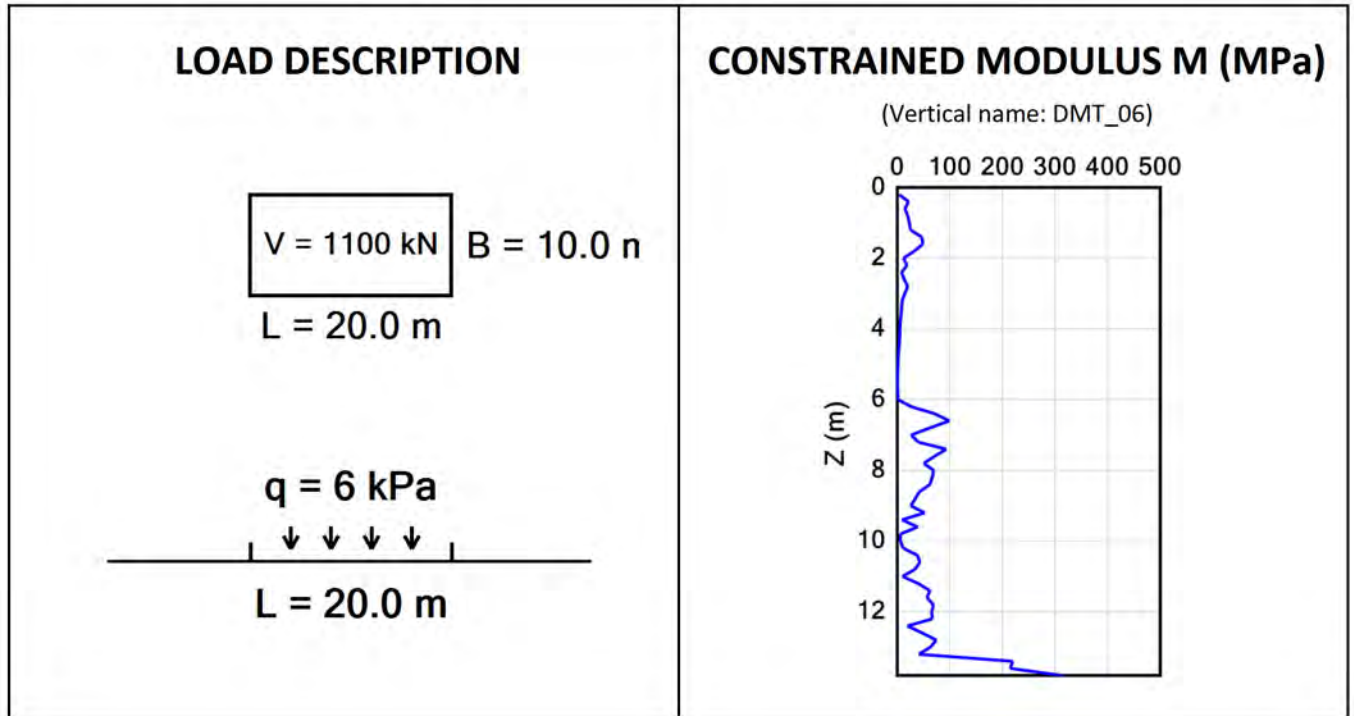 LOAD DESCRIPTION
V = 1100 kN
B = 10.0 n
L = 20.0 m
q = 6 kPa
L = 20.0 m
CONSTRAINED MODULUS M (MPa)
(Vertical name: DMT_06)
0 100 200 300 400 500
0
2
4
6
8
10
12
Z (m)